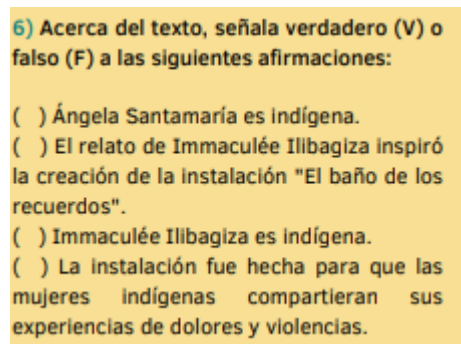 6) Acerca del texto, señala verdadero (V) o
falso (F) a las siguientes afirmaciones:
(   ) Ángela Santamaría es indígena.
(   ) El relato de Immaculée Ilibagiza inspiró
la creación de la instalación "El baño de los
recuerdos".
(   ) Immaculée Ilibagiza es indígena.
(   ) La instalación fue hecha para que las
mujeres indígenas compartieran sus
experiencias de dolores y violencias.